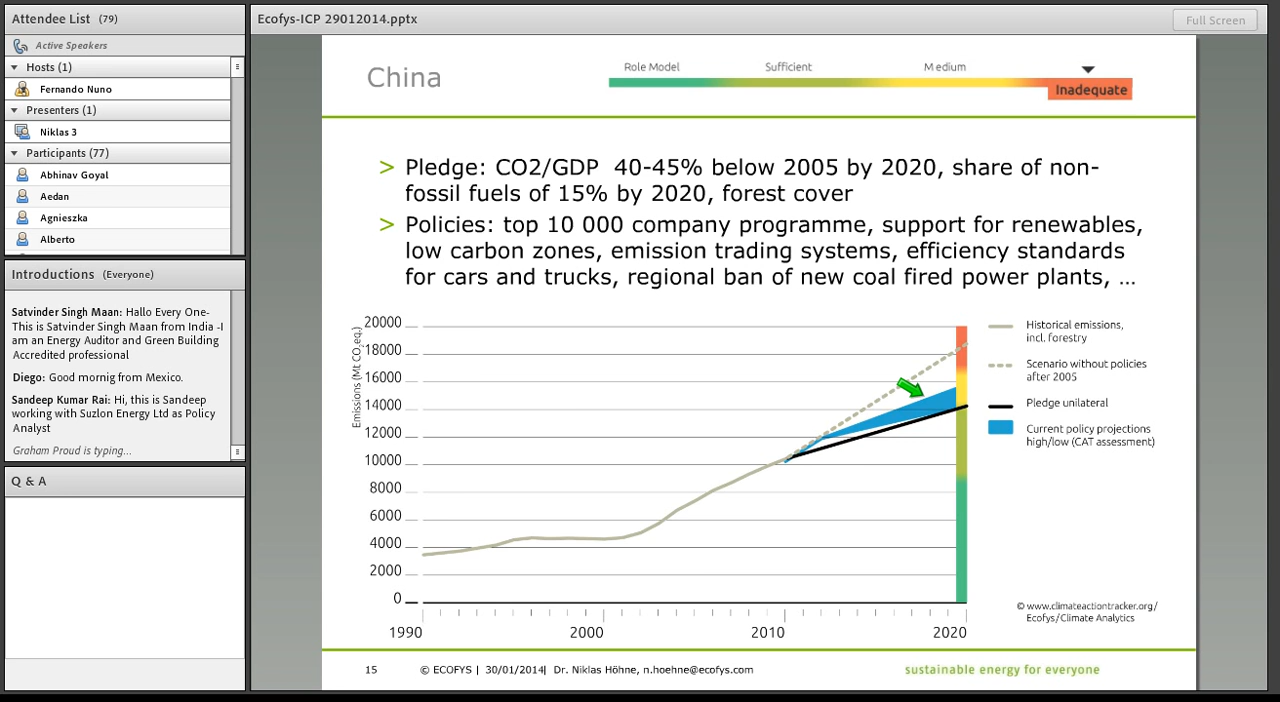 Attendee List (79)
Active Speakers
Hosts (1)
Fernando Nuno
Presenters (1)
Niklas 3
Participants (77)
Abhinav Goyal
Aedan
Agnieszka
Alberto
Introductions (Everyone)
Satvinder Singh Maan: Hallo Every One-
This is Satvinder Singh Maan from India -I
am an Energy Auditor and Green Building
Accredited professional
Diego: Good mornig from Mexico.
Sandeep Kumar Rai: Hi, this is Sandeep
working with Suzlon Energy Ltd as Policy
Analyst
Graham Proud is typing...
Q & A
Ecofys-ICP 29012014.pptx
Full Screen
China
Role Model
Sufficient
Medium
Inadequate
> Pledge: CO2/GDP 40-45% below 2005 by 2020, share of non-
fossil fuels of 15% by 2020, forest cover
> Policies: top 10 000 company programme, support for renewables,
low carbon zones, emission trading systems, efficiency standards
for cars and trucks, regional ban of new coal fired power plants, ...
Emissions (Mt CO2eq.)
20000
18000
16000
14000
12000
10000
8000
6000
4000
2000
0
1990
2000
2010
2020
Historical emissions,
incl. forestry
Scenario without policies
after 2005
Pledge unilateral
Current policy projections
high/low (CAT assessment)
© www.climateactiontracker.org/
Ecofys/Climate Analytics
15
© ECOFYS | 30/01/2014| Dr. Niklas Höhne, n.hoehne@ecofys.com
sustainable energy for everyone